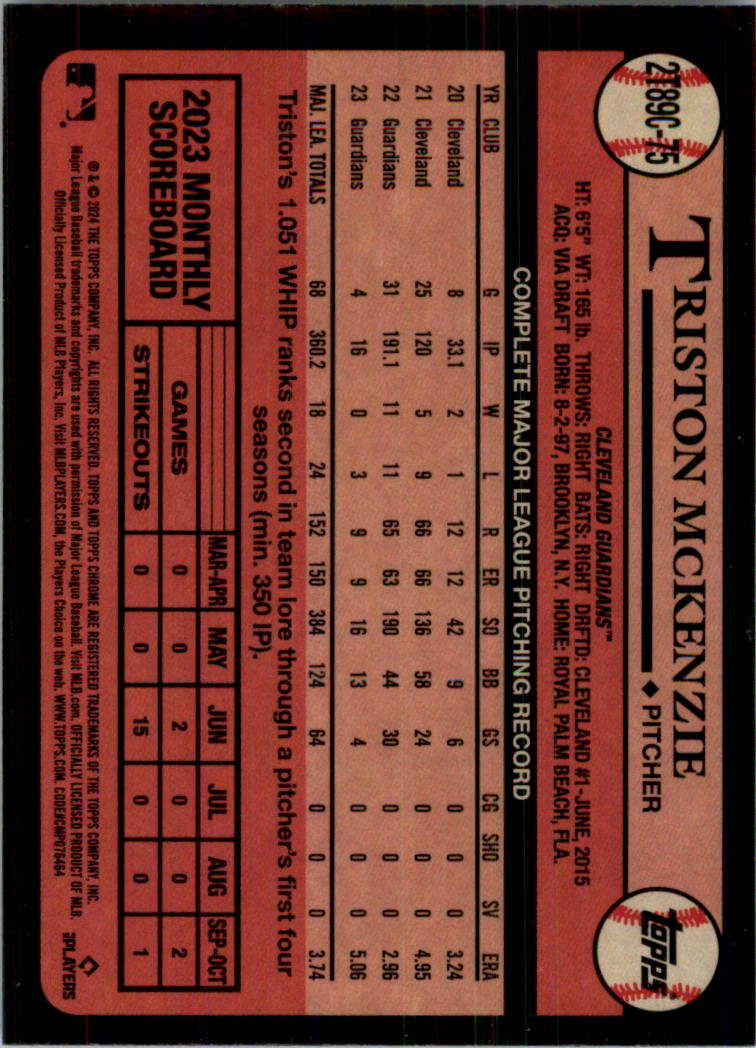 2T89C-75
TRISTON MCKENZIE
◆ PITCHER
topps®
CLEVELAND GUARDIANS™
HT: 6'5" WT: 165 lb. THROWS: RIGHT BATS: RIGHT DRFTD: CLEVELAND #1-JUNE, 2015
ACQ: VIA DRAFT BORN: 8-2-97, BROOKLYN, N.Y. HOME: ROYAL PALM BEACH, FLA.
COMPLETE MAJOR LEAGUE PITCHING RECORD
YR CLUB G IP W L R ER SO BB GS CG SHO SV ERA
20 Cleveland 8 33.1 2 1 12 12 42 9 6 0 0 0 3.24
21 Cleveland 25 120 5 9 66 66 136 58 24 0 0 0 4.95
22 Guardians 31 191.1 11 11 65 63 190 44 30 0 0 0 2.96
23 Guardians 4 16 0 3 9 9 16 13 4 0 0 0 5.06
MAJ. LEA. TOTALS 68 360.2 18 24 152 150 384 124 64 0 0 0 3.74
Triston's 1.051 WHIP ranks second in team lore through a pitcher's first four
seasons (min. 350 IP).
2023 MONTHLY
SCOREBOARD
MAR-APR MAY JUN JUL AUG SEP-OCT
GAMES 0 0 2 0 0 2
STRIKEOUTS 0 0 15 0 0 1
® & © 2024 THE TOPPS COMPANY, INC. ALL RIGHTS RESERVED. TOPPS AND TOPPS CHROME ARE REGISTERED TRADEMARKS OF THE TOPPS COMPANY, INC.
Major League Baseball trademarks and copyrights are used with permission of Major League Baseball. Visit MLB.com. OFFICIALLY LICENSED PRODUCT OF MLB.
Officially Licensed Product of MLB Players, Inc. Visit MLBPLAYERS.COM, the Players Choice on the web. WWW.TOPPS.COM. CODE#CMP076464
MLB PLAYERS